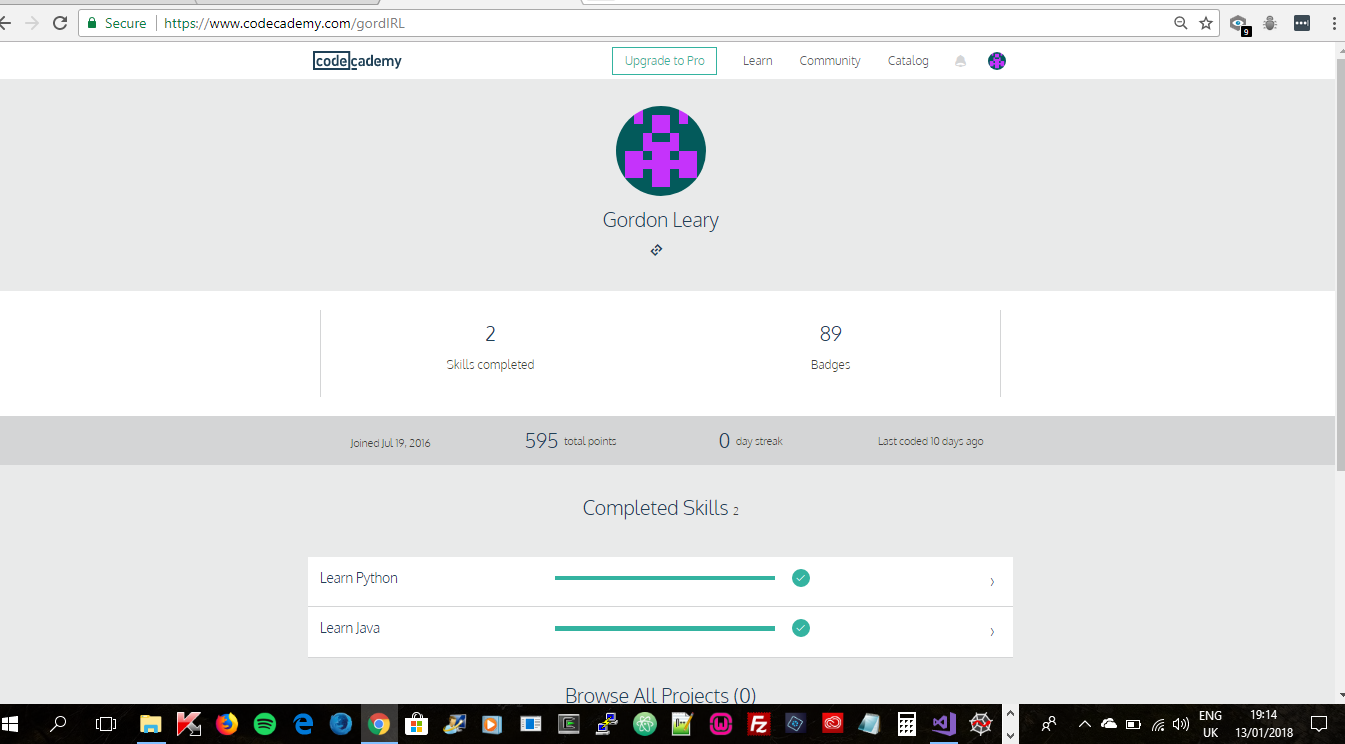 Secure https://www.codecademy.com/gordIRL
9
codecademy Upgrade to Pro Learn Community Catalog
Gordon Leary
2 89
Skills completed Badges
Joined Jul 19, 2016 595 total points 0 day streak Last coded 10 days ago
Completed Skills 2
Learn Python
Learn Java
Browse All Projects (0)
ENG 19:14
UK 13/01/2018